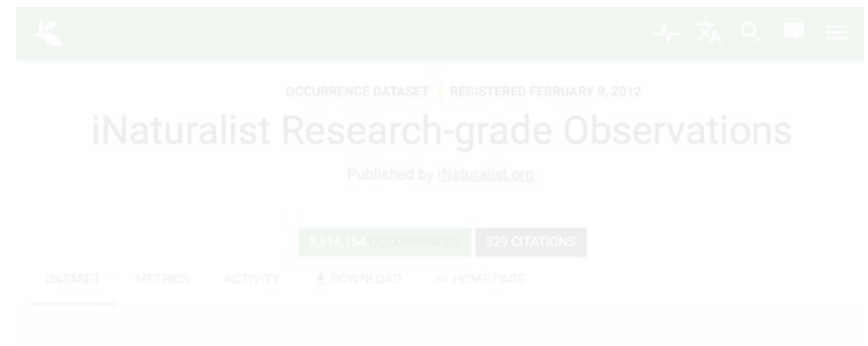 OCCURRENCE DATASET | REGISTERED FEBRUARY 9, 2012
iNaturalist Research-grade Observations
Published by iNaturalist.org
8,914,154 OCCURRENCES 329 CITATIONS
DATASET METRICS ACTIVITY DOWNLOAD HOME PAGE